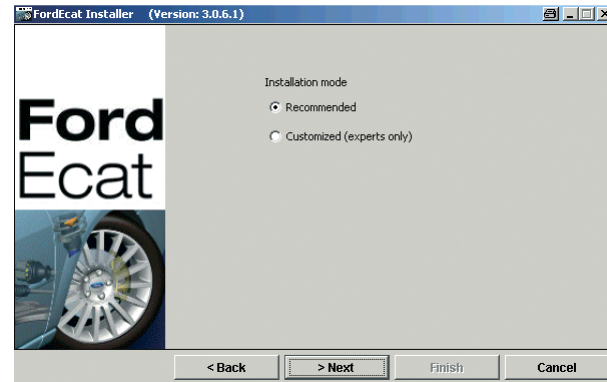 FordEcat Installer (Version: 3.0.6.1)
Installation mode
Recommended
Customized (experts only)
Ford
Ecat
< Back
> Next
Finish
Cancel